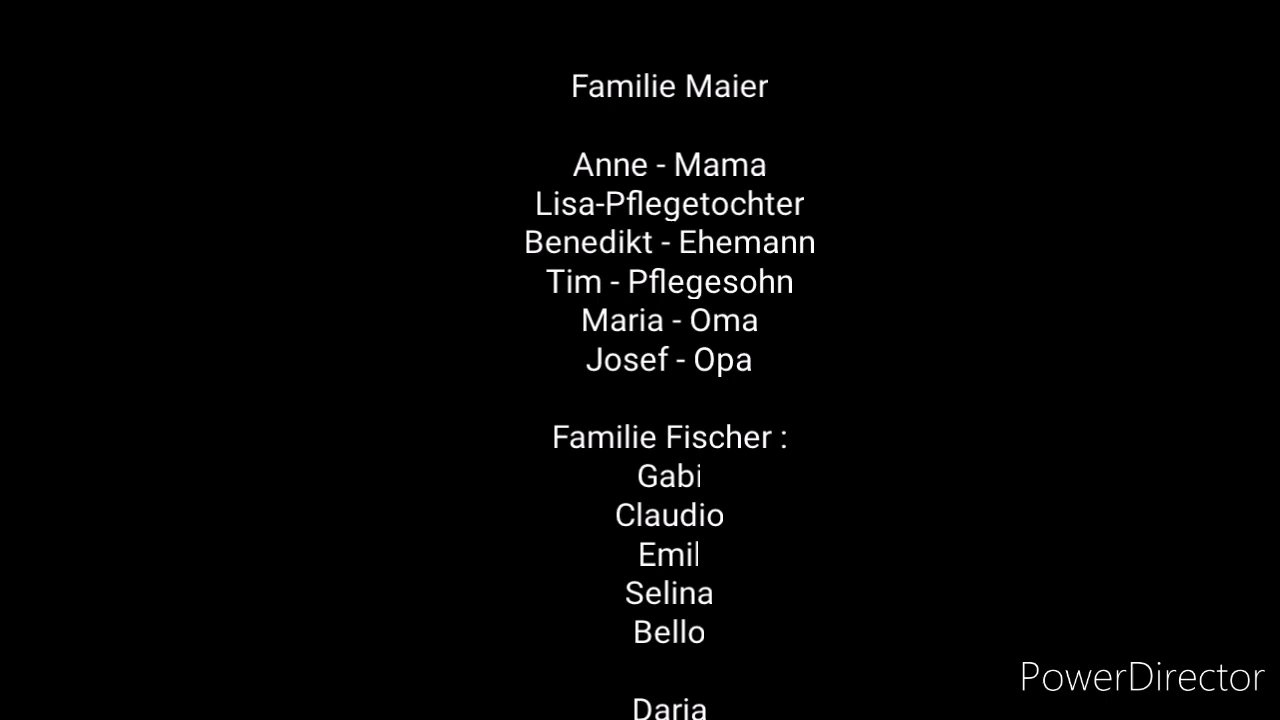 Familie Maier
Anne - Mama
Lisa-Pflegetochter
Benedikt - Ehemann
Tim - Pflegesohn
Maria - Oma
Josef - Opa
Familie Fischer :
Gabi
Claudio
Emil
Selina
Bello
Daria
PowerDirector